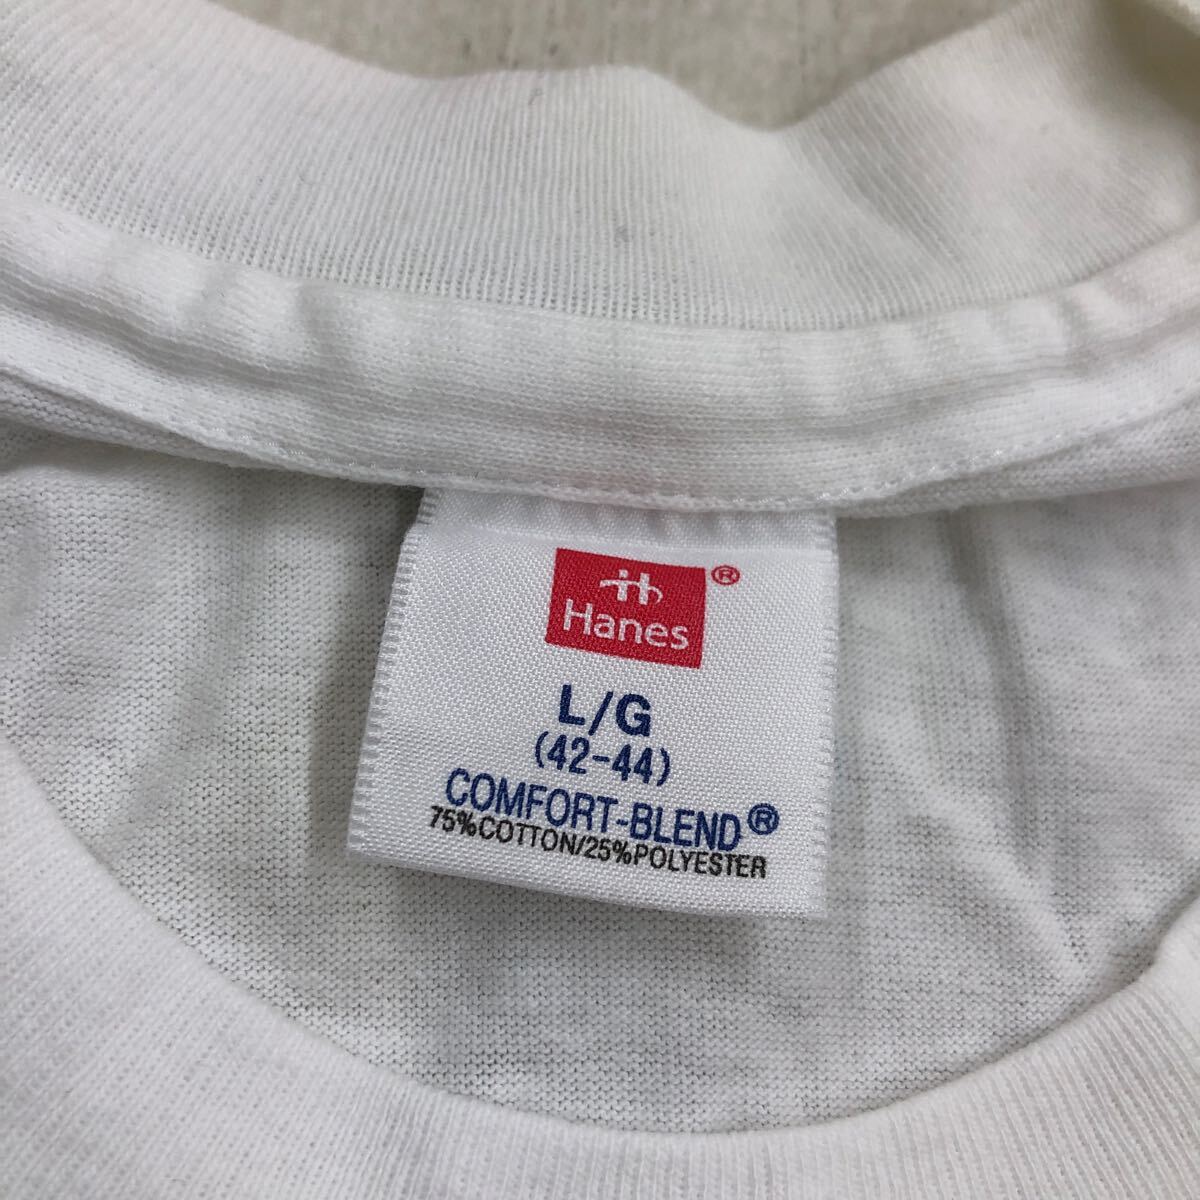 Hanes®
L/G
(42-44)
COMFORT-BLEND®
75%COTTON/25%POLYESTER